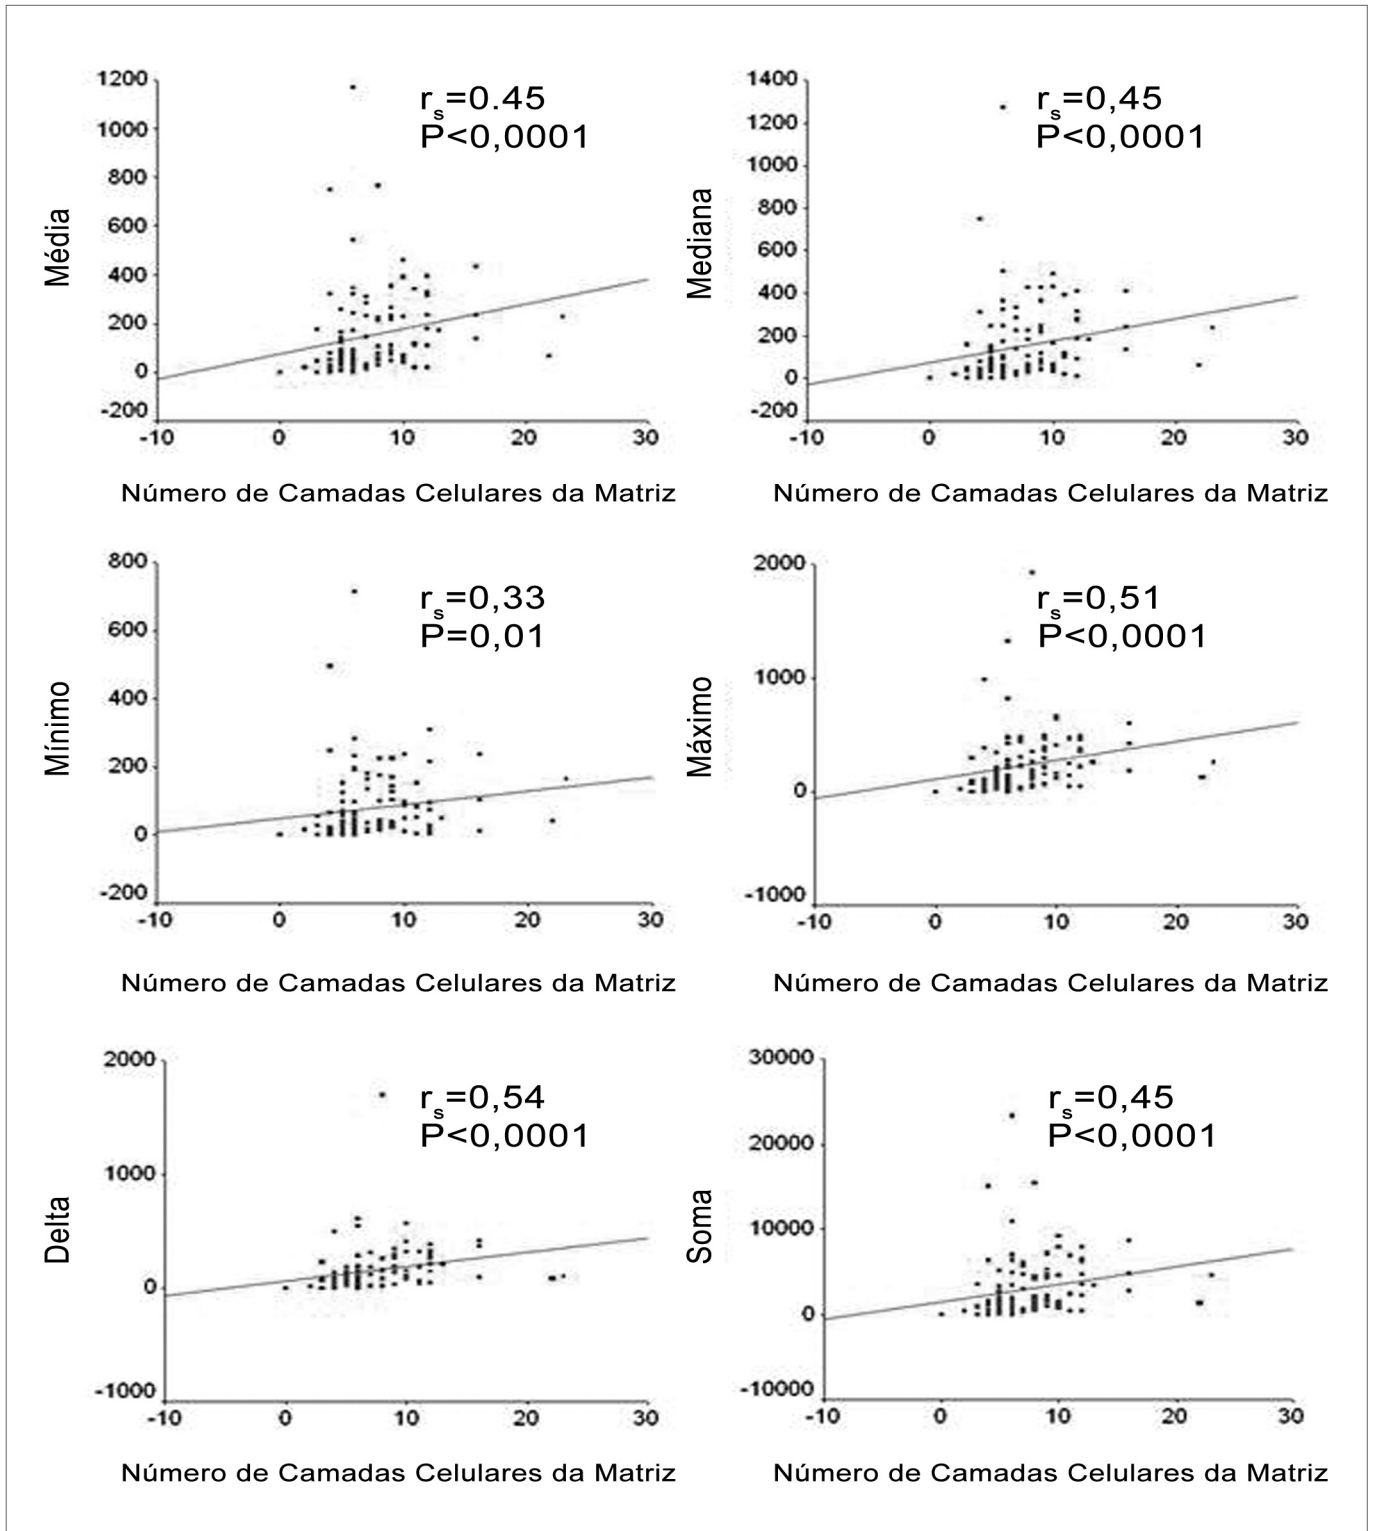 1200
1000
800
600
400
200
0
-200
-10 0 10 20 30
Média
rs=0.45
P<0,0001
Número de Camadas Celulares da Matriz
1400
1200
1000
800
600
400
200
0
-200
-10 0 10 20 30
Mediana
rs=0,45
P<0,0001
Número de Camadas Celulares da Matriz
800
600
400
200
0
-200
-10 0 10 20 30
Mínimo
rs=0,33
P=0,01
Número de Camadas Celulares da Matriz
2000
1000
0
-1000
-10 0 10 20 30
Máximo
rs=0,51
P<0,0001
Número de Camadas Celulares da Matriz
2000
1000
0
-1000
-10 0 10 20 30
Delta
rs=0,54
P<0,0001
Número de Camadas Celulares da Matriz
30000
20000
10000
0
-10000
-10 0 10 20 30
Soma
rs=0,45
P<0,0001
Número de Camadas Celulares da Matriz